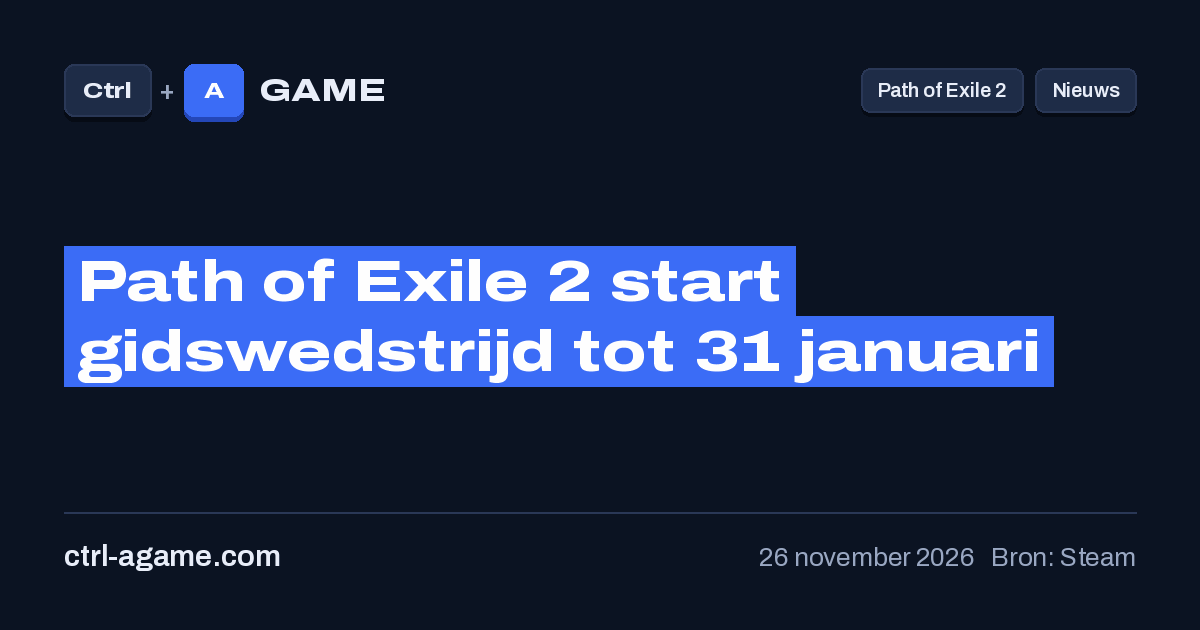 Ctrl + A GAME
Path of Exile 2 Nieuws
Path of Exile 2 start
gidswedstrijd tot 31 januari
ctrl-agame.com
26 november 2026 Bron: Steam